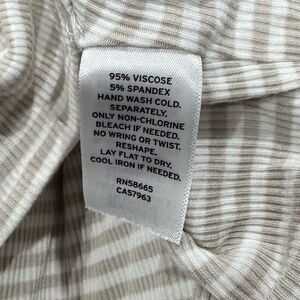 95% VISCOSE
5% SPANDEX
HAND WASH COLD.
SEPARATELY.
ONLY NON-CHLORINE
BLEACH IF NEEDED.
NO WRING OR TWIST.
RESHAPE.
LAY FLAT TO DRY.
COOL IRON IF NEEDED.
RN58665
CA57963